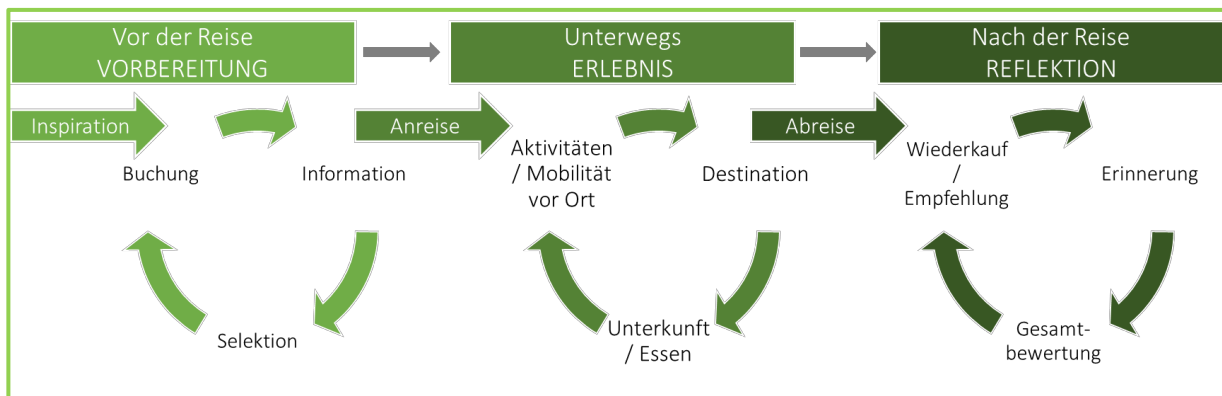 Vor der Reise
VORBEREITUNG
Unterwegs
ERLEBNIS
Nach der Reise
REFLEKTION
Inspiration
Buchung
Information
Selektion
Anreise
Aktivitäten
/ Mobilität
vor Ort
Destination
Unterkunft
/ Essen
Abreise
Wiederkauf
/
Empfehlung
Erinnerung
Gesamt-
bewertung